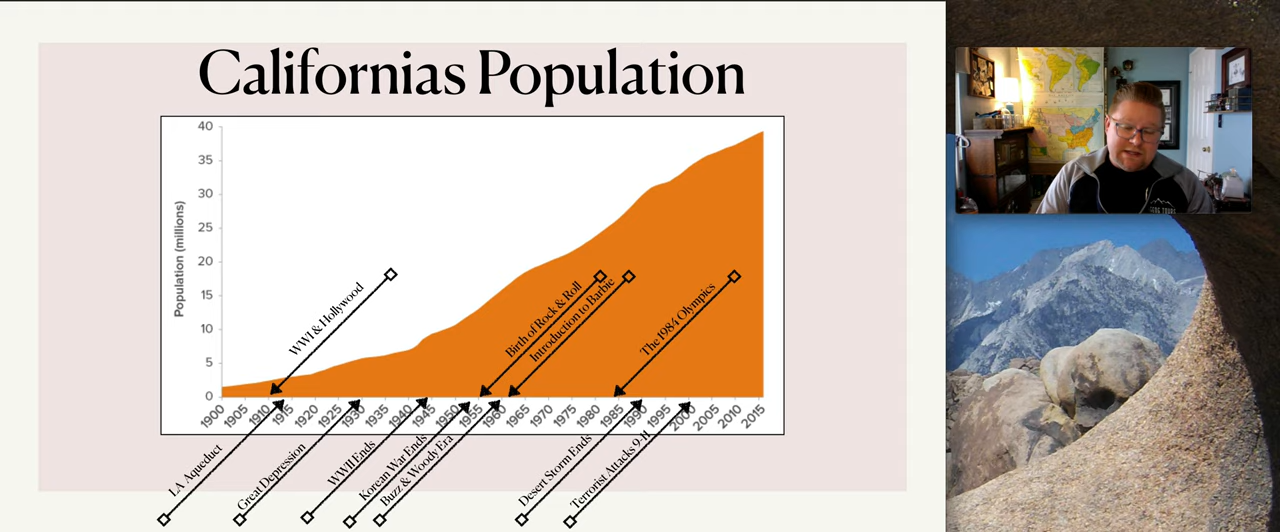 Californias Population
40
35
30
25
20
15
10
5
0
Population (millions)
1900
1905
1910
1915
1920
1925
1930
1935
1940
1945
1950
1955
1960
1965
1970
1975
1980
1985
1990
1995
2000
2005
2010
2015
WWI & Hollywood
Birth of Rock & Roll
Introduction to Barbie
The 1984 Olympics
LA Aqueduct
Great Depression
WWII Ends
Korean War Ends
Buzz & Woody Era
Desert Storm Ends
Terrorist Attacks 9-11